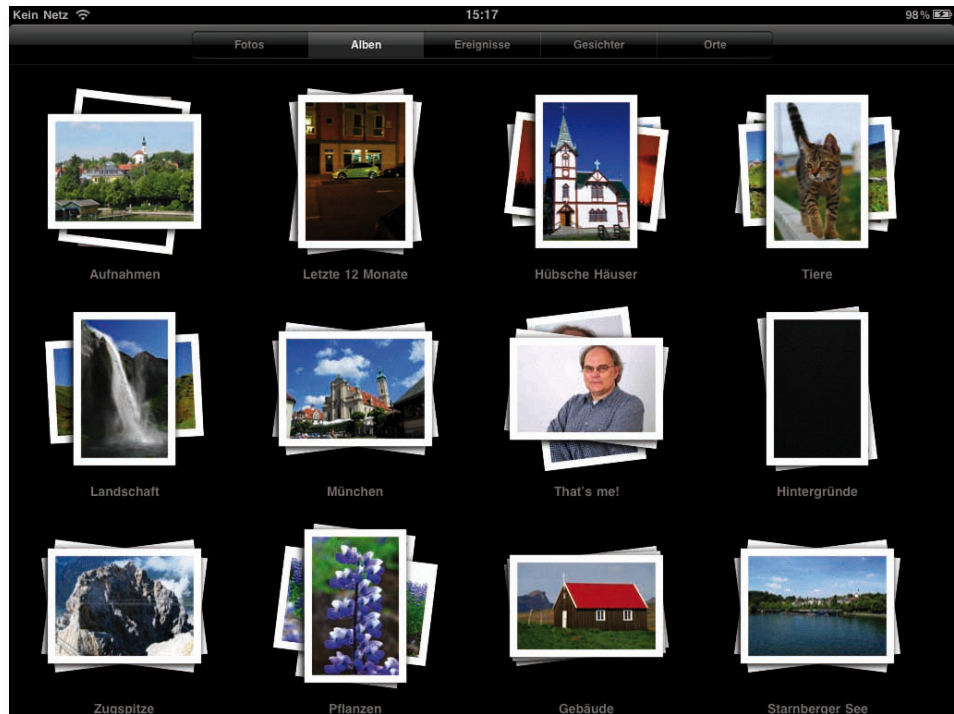 Kein Netz 15:17 98 %
Fotos Alben Ereignisse Gesichter Orte
Aufnahmen Letzte 12 Monate Hübsche Häuser Tiere
Landschaft München That's me! Hintergründe
Zugspitze Pflanzen Gebäude Starnberger See